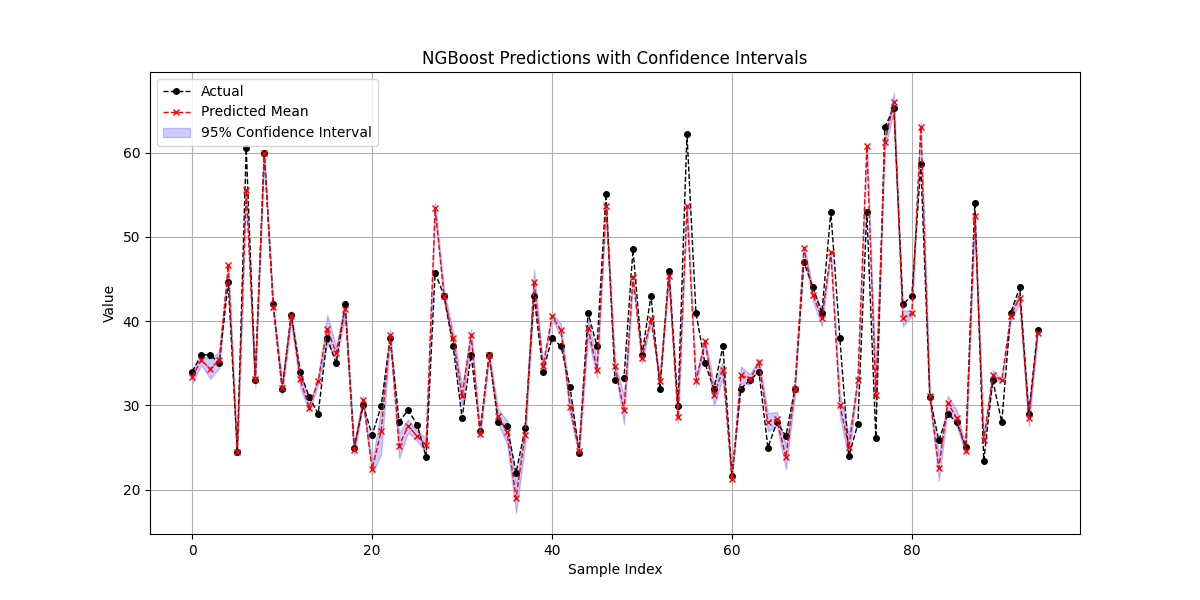 NGBoost Predictions with Confidence Intervals
Actual
Predicted Mean
95% Confidence Interval
60
50
40
30
20
Value
0 20 40 60 80
Sample Index